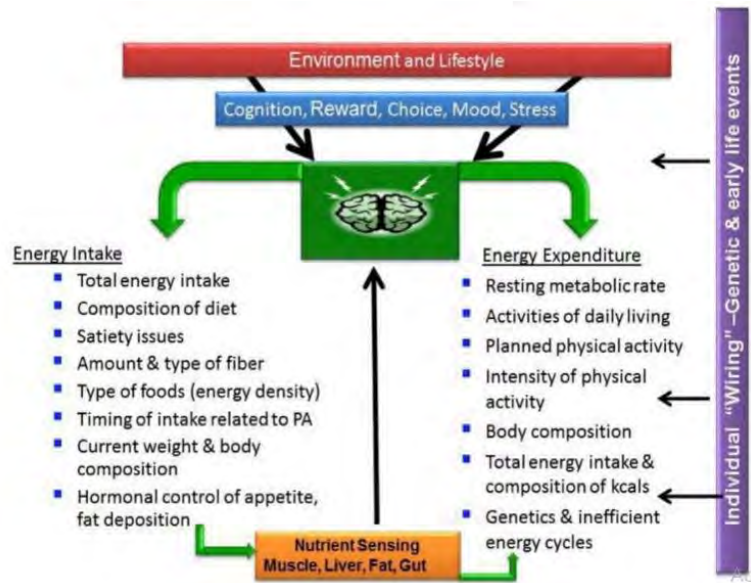 Environment and Lifestyle
Cognition, Reward, Choice, Mood, Stress
Energy Intake
Total energy intake
Composition of diet
Satiety issues
Amount & type of fiber
Type of foods (energy density)
Timing of intake related to PA
Current weight & body
composition
Hormonal control of appetite,
fat deposition
Energy Expenditure
Resting metabolic rate
Activities of daily living
Planned physical activity
Intensity of physical
activity
Body composition
Total energy intake &
composition of kcals
Genetics & inefficient
energy cycles
Nutrient Sensing
Muscle, Liver, Fat, Gut
Individual "Wiring" –Genetic & early life events